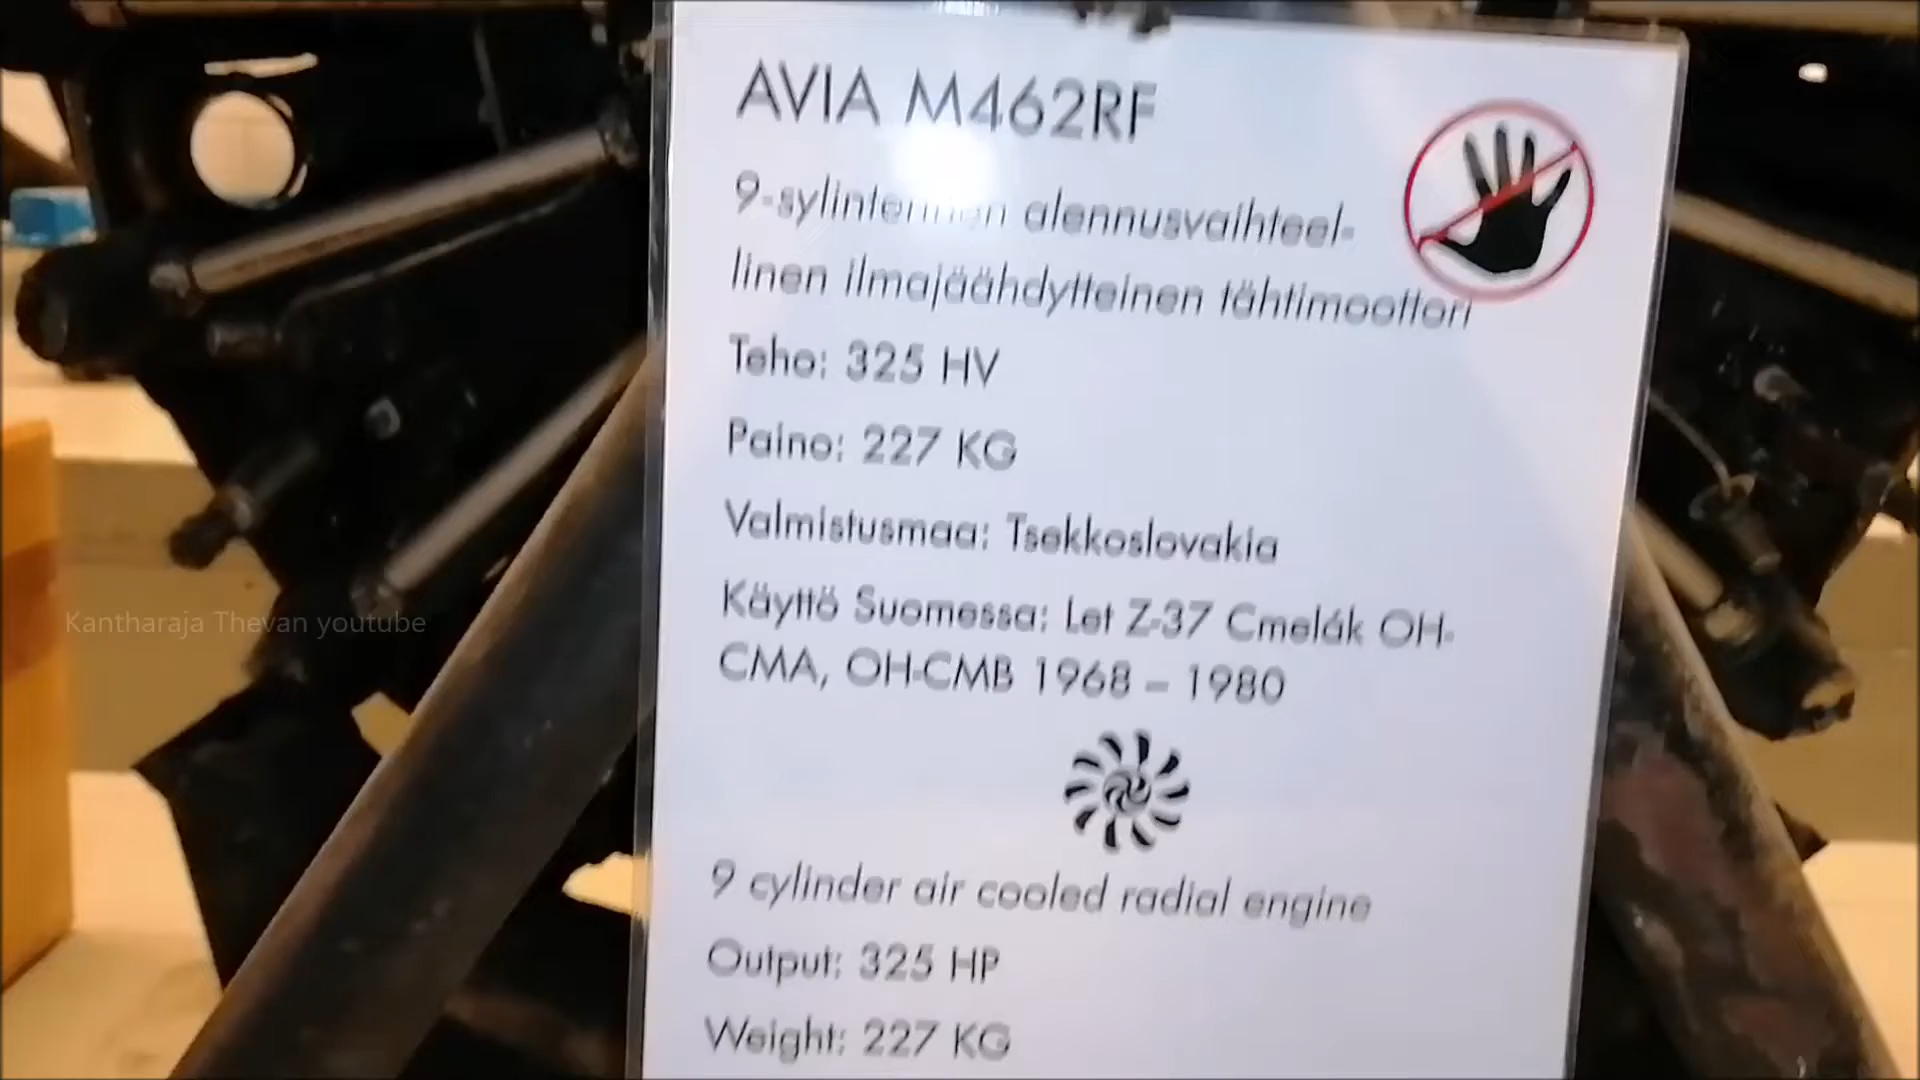 AVIA M462RF
9-sylinterinen alennusvaihteel-
linen ilmajäähdytteinen tähtimoottori
Teho: 325 HV
Paino: 227 KG
Valmistusmaa: Tsekkoslovakia
Käyttö Suomessa: Let Z-37 Cmelák OH-
CMA, OH-CMB 1968 – 1980
9 cylinder air cooled radial engine
Output: 325 HP
Weight: 227 KG
Kantharaja Thevan youtube